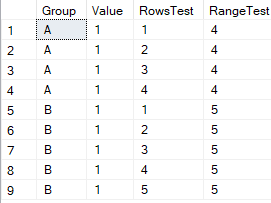 Group Value RowsTest RangeTest
1 A 1 1 4
2 A 1 2 4
3 A 1 3 4
4 A 1 4 4
5 B 1 1 5
6 B 1 2 5
7 B 1 3 5
8 B 1 4 5
9 B 1 5 5